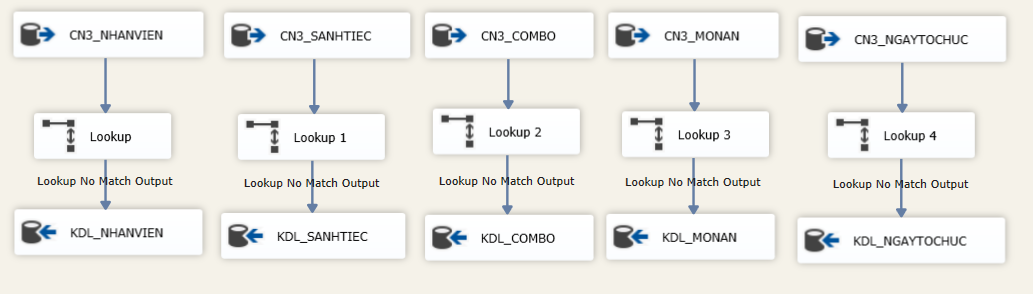 CN3_NHANVIEN
CN3_SANHTIEC
CN3_COMBO
CN3_MONAN
CN3_NGAYTOCHUC
Lookup
Lookup 1
Lookup 2
Lookup 3
Lookup 4
Lookup No Match Output
Lookup No Match Output
Lookup No Match Output
Lookup No Match Output
Lookup No Match Output
KDL_NHANVIEN
KDL_SANHTIEC
KDL_COMBO
KDL_MONAN
KDL_NGAYTOCHUC